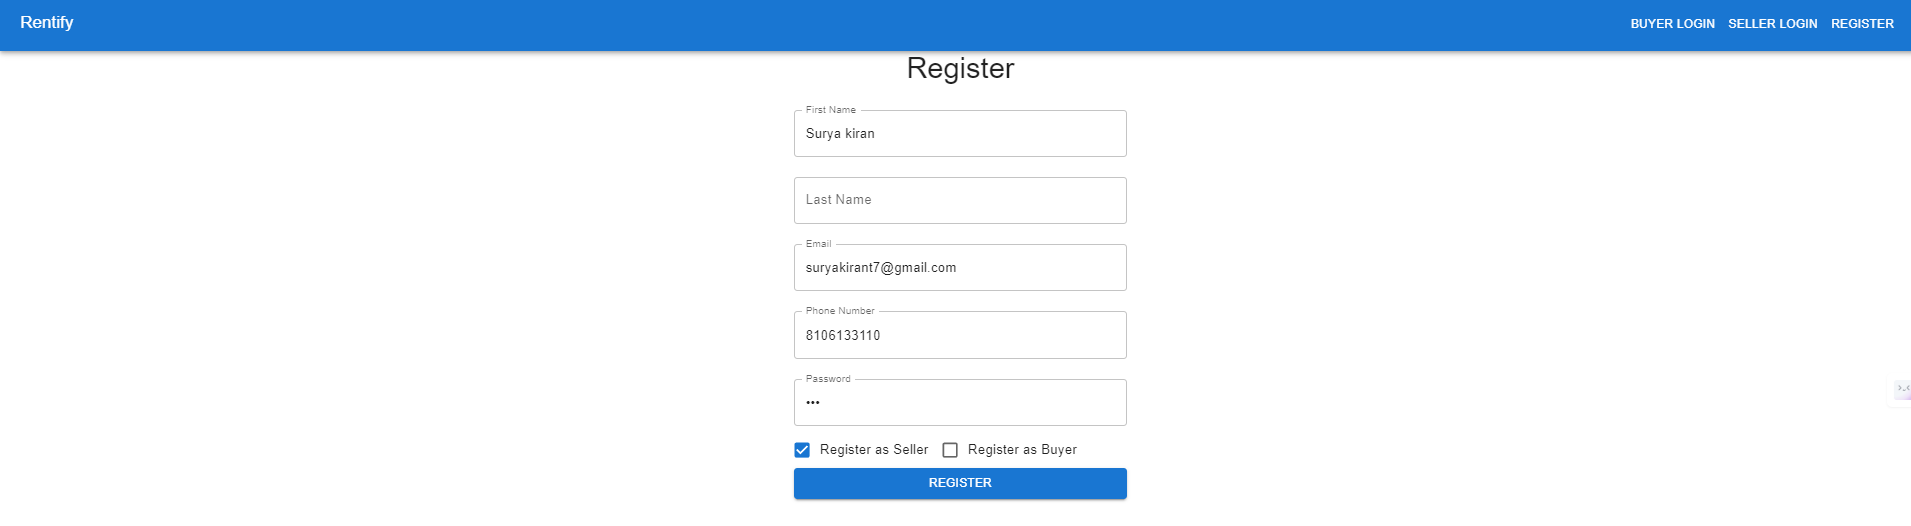 Rentify BUYER LOGIN SELLER LOGIN REGISTER
Register
First Name
Surya kiran
Last Name
Email
suryakirant7@gmail.com
Phone Number
8106133110
Password
•••
Register as Seller Register as Buyer
REGISTER